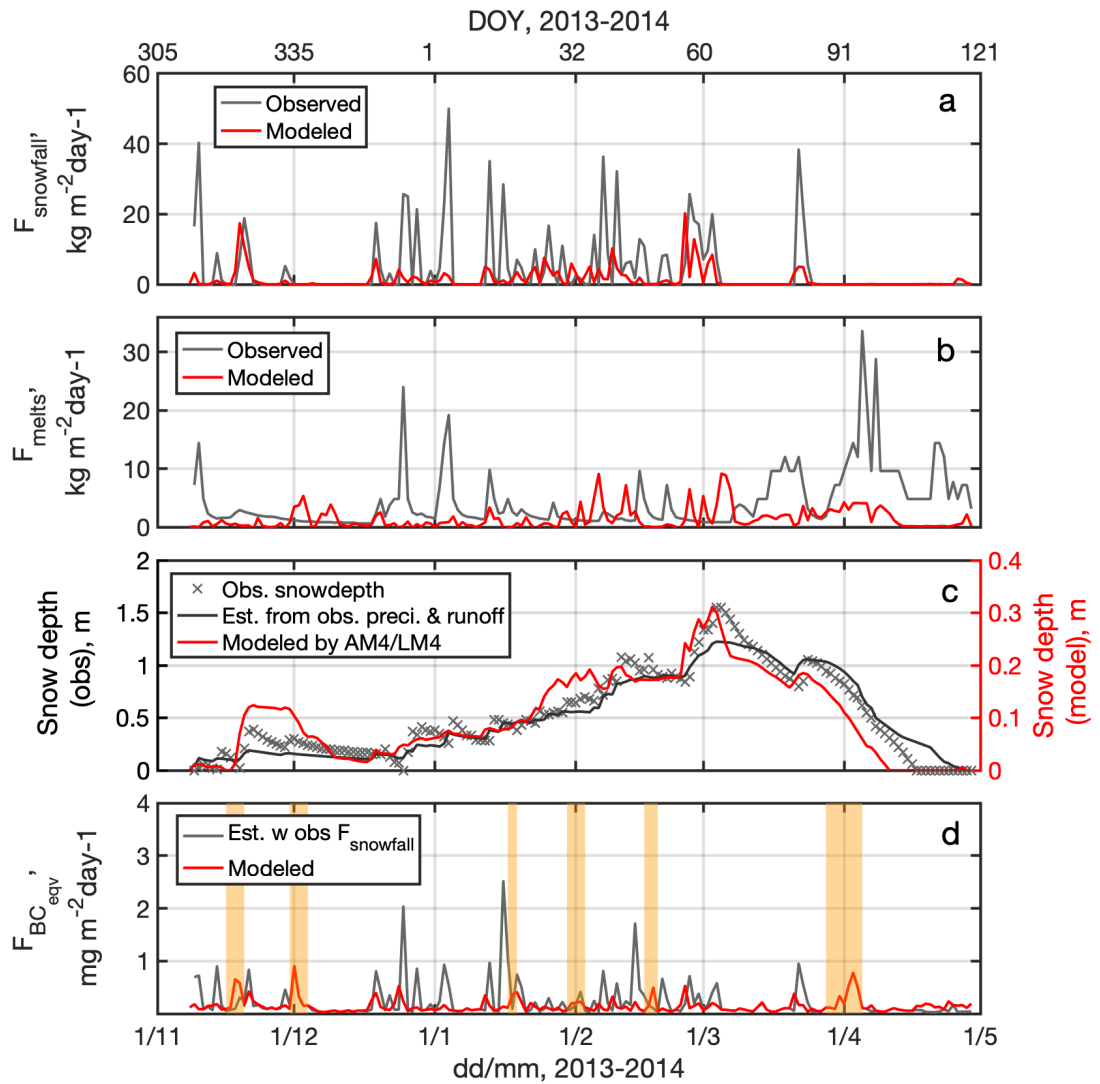 DOY, 2013-2014
305 335 1 32 60 91 121
a
Observed
Modeled
F_snowfall,
kg m^-2 day-1
60
40
20
0
b
Observed
Modeled
F_melts,
kg m^-2 day-1
30
20
10
0
c
Obs. snowdepth
Est. from obs. preci. & runoff
Modeled by AM4/LM4
Snow depth
(obs), m
2
1.5
1
0.5
0
0.4
0.3
0.2
0.1
0
Snow depth
(model), m
d
Est. w obs F_snowfall
Modeled
F_BC_eqv,
mg m^-2 day-1
4
3
2
1
1/11 1/12 1/1 1/2 1/3 1/4 1/5
dd/mm, 2013-2014